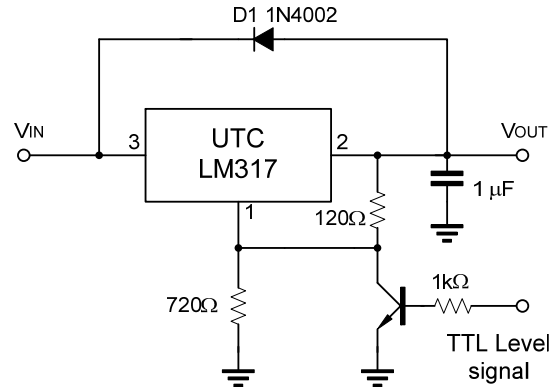 D1 1N4002
VIN
3
UTC
LM317
2
VOUT
1
120Ω
1 μF
720Ω
1kΩ
TTL Level
signal